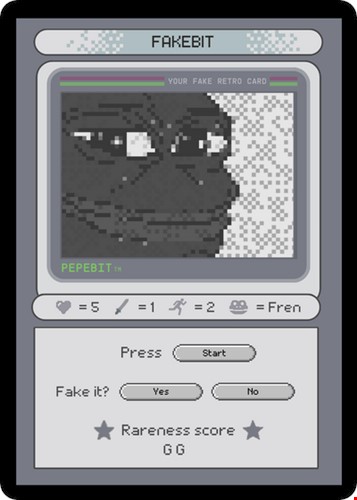 FAKEBIT
YOUR FAKE RETRO CARD
PEPEBIT™
=5 =1 =2 =Fren
Press Start
Fake it? Yes No
Rareness score
GG